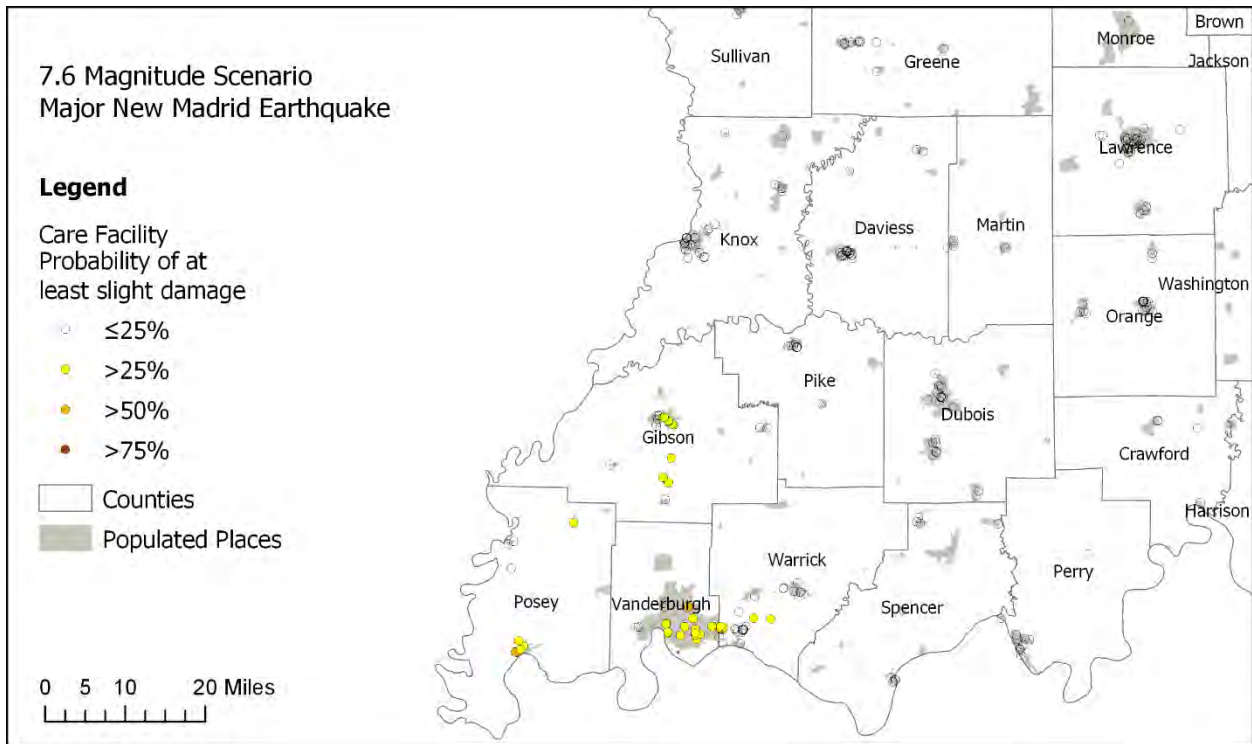 7.6 Magnitude Scenario
Major New Madrid Earthquake
Legend
Care Facility
Probability of at
least slight damage
≤25%
>25%
>50%
>75%
Counties
Populated Places
0 5 10 20 Miles
Sullivan
Greene
Monroe
Brown
Jackson
Lawrence
Knox
Daviess
Martin
Washington
Orange
Pike
Dubois
Gibson
Crawford
Harrison
Warrick
Perry
Posey
Vanderburgh
Spencer